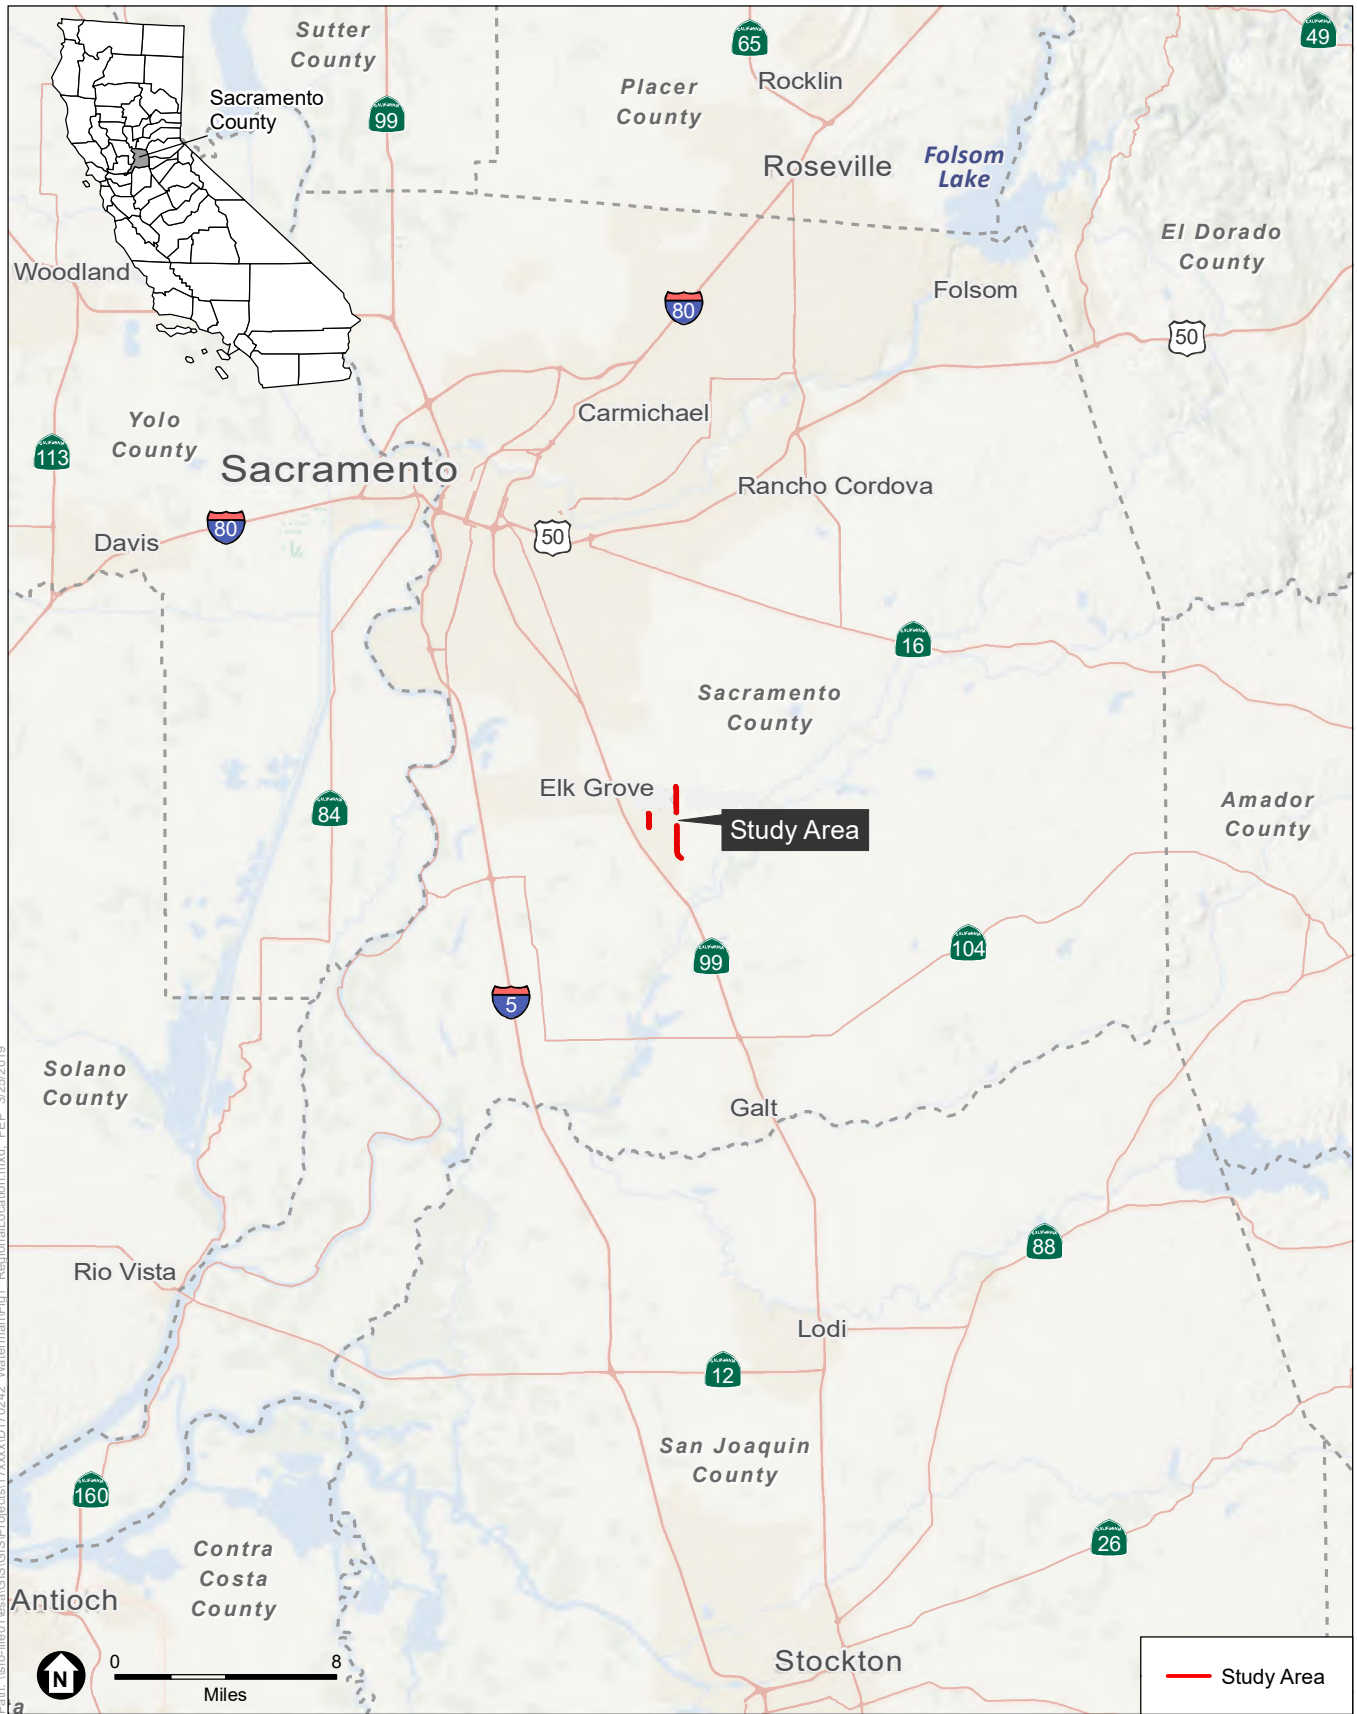 Sutter
County
65
49
Rocklin
Placer
County
Sacramento
County
CALIFORNIA
99
Roseville
Folsom
Lake
El Dorado
County
Woodland
Folsom
80
50
Yolo
County
Carmichael
113
Sacramento
Rancho Cordova
80
50
Davis
16
Sacramento
County
Elk Grove
84
Study Area
Amador
County
99
104
5
Solano
County
Galt
88
Rio Vista
Lodi
12
San Joaquin
County
160
26
Contra
Costa
County
Antioch
N
0
8
Miles
Stockton
Study Area